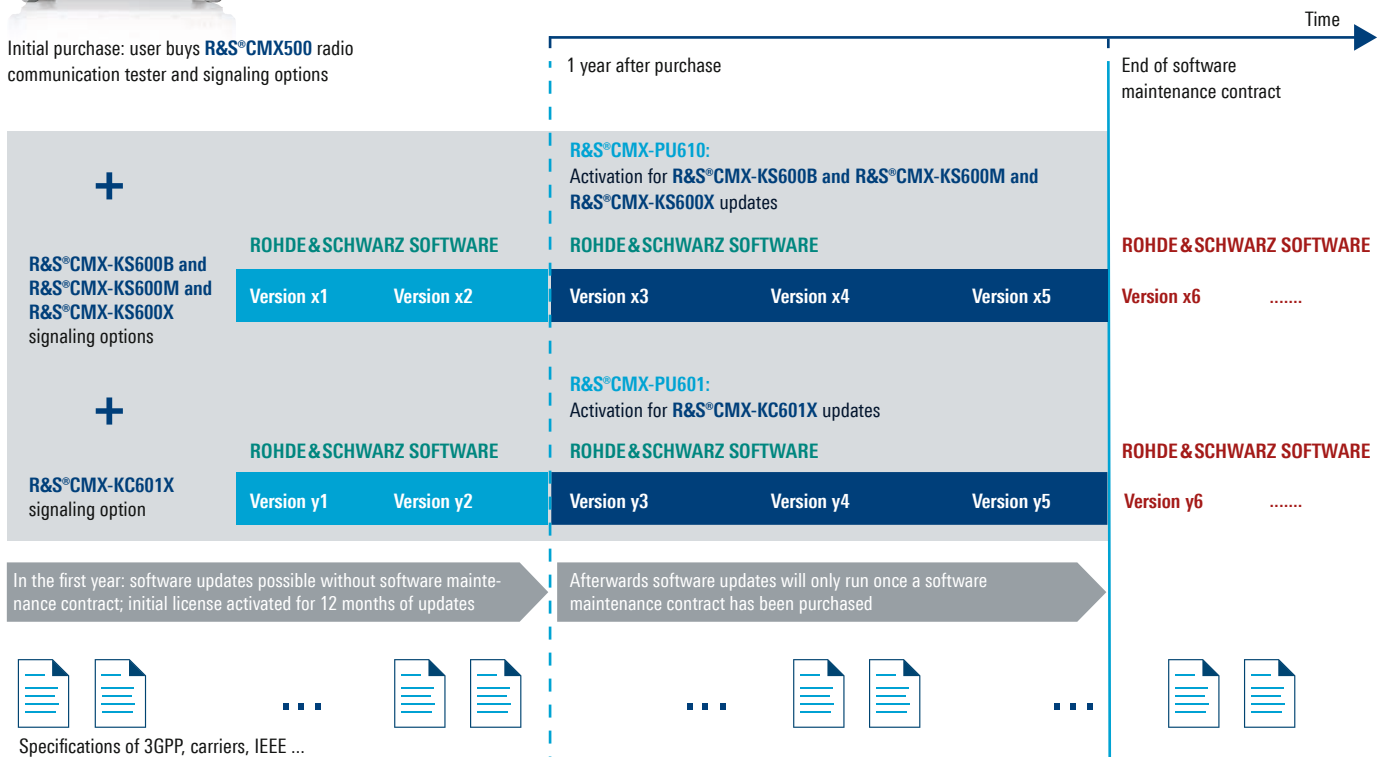 Time
Initial purchase: user buys R&S®CMX500 radio
communication tester and signaling options
1 year after purchase
End of software
maintenance contract
+
R&S®CMX-PU610:
Activation for R&S®CMX-KS600B and R&S®CMX-KS600M and
R&S®CMX-KS600X updates
R&S®CMX-KS600B and
R&S®CMX-KS600M and
R&S®CMX-KS600X
signaling options
ROHDE&SCHWARZ SOFTWARE
Version x1 Version x2
ROHDE&SCHWARZ SOFTWARE
Version x3 Version x4 Version x5
ROHDE&SCHWARZ SOFTWARE
Version x6 .......
+
R&S®CMX-PU601:
Activation for R&S®CMX-KC601X updates
R&S®CMX-KC601X
signaling option
ROHDE&SCHWARZ SOFTWARE
Version y1 Version y2
ROHDE&SCHWARZ SOFTWARE
Version y3 Version y4 Version y5
ROHDE&SCHWARZ SOFTWARE
Version y6 .......
In the first year: software updates possible without software mainte-
nance contract; initial license activated for 12 months of updates
Afterwards software updates will only run once a software
maintenance contract has been purchased
... ... ...
Specifications of 3GPP, carriers, IEEE ...